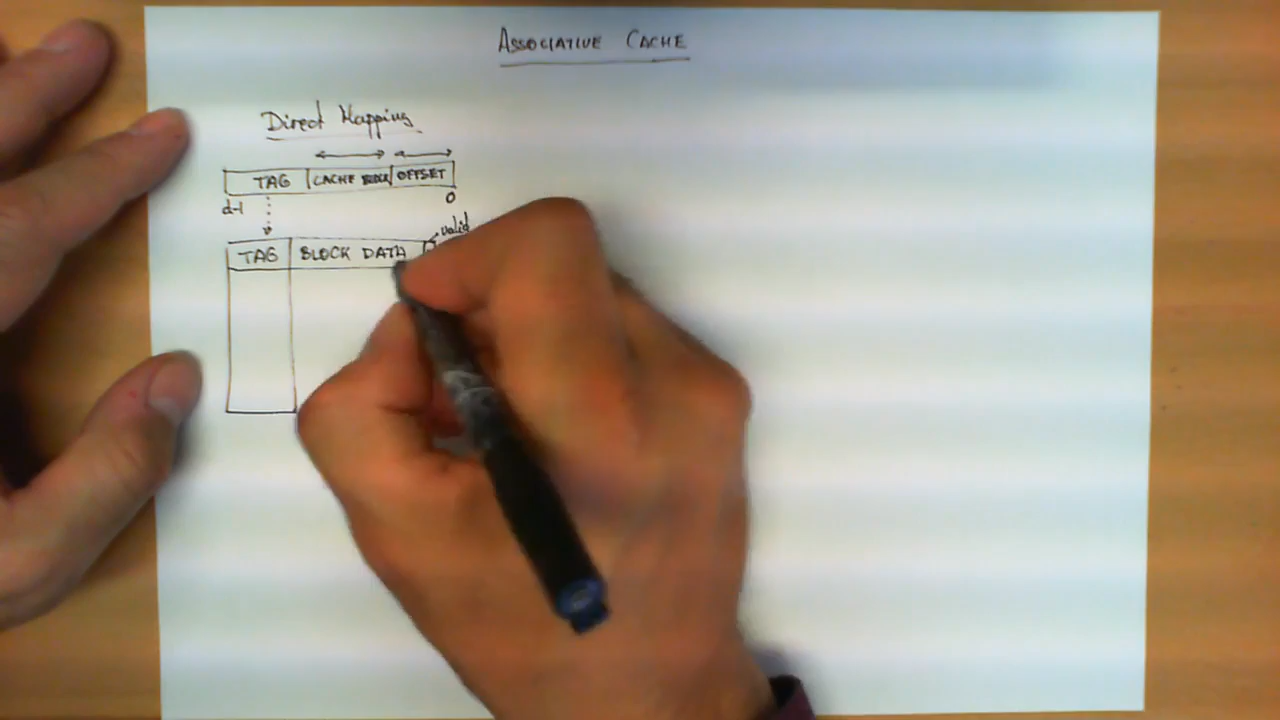 ASSOCIATIVE CACHE
Direct Mapping
TAG CACHE BLOCK OFFSET
d-1 0
valid
TAG BLOCK DATA